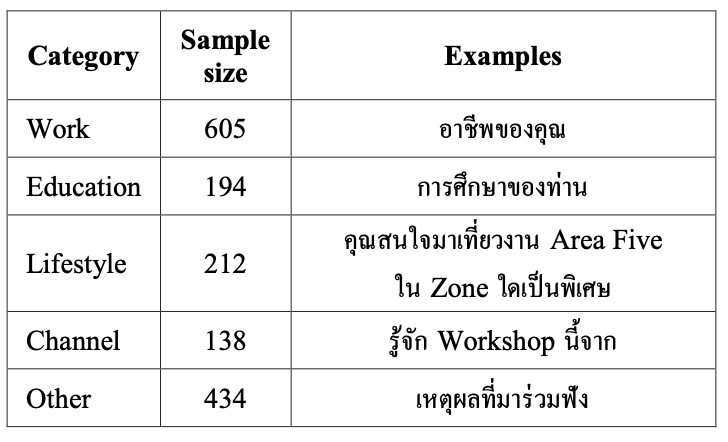 Category Sample size Examples
Work 605 อาชีพของคุณ
Education 194 การศึกษาของท่าน
Lifestyle 212 คุณสนใจมาเที่ยวงาน Area Five
ใน Zone ใดเป็นพิเศษ
Channel 138 รู้จัก Workshop นี้จาก
Other 434 เหตุผลที่มาร่วมฟัง